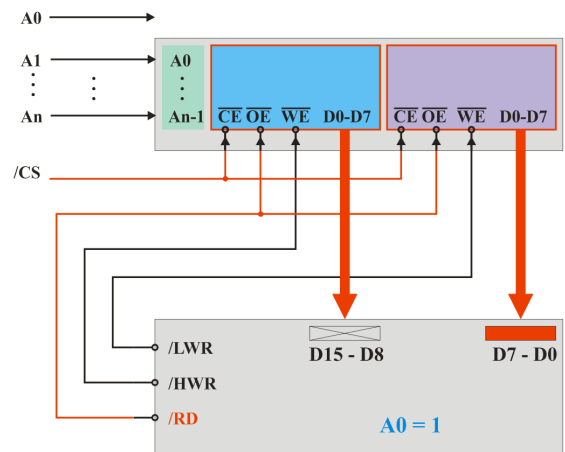 A0
A1 A0
An An-1 CE OE WE D0-D7 CE OE WE D0-D7
/CS
/LWR D15 - D8 D7 - D0
/HWR
/RD A0 = 1